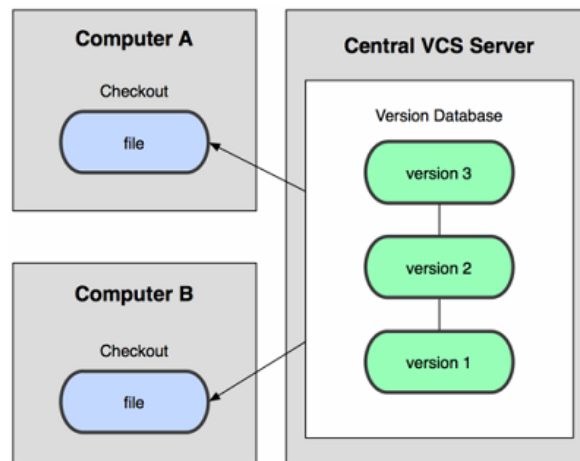 Computer A
Checkout
file
Computer B
Checkout
file
Central VCS Server
Version Database
version 3
version 2
version 1